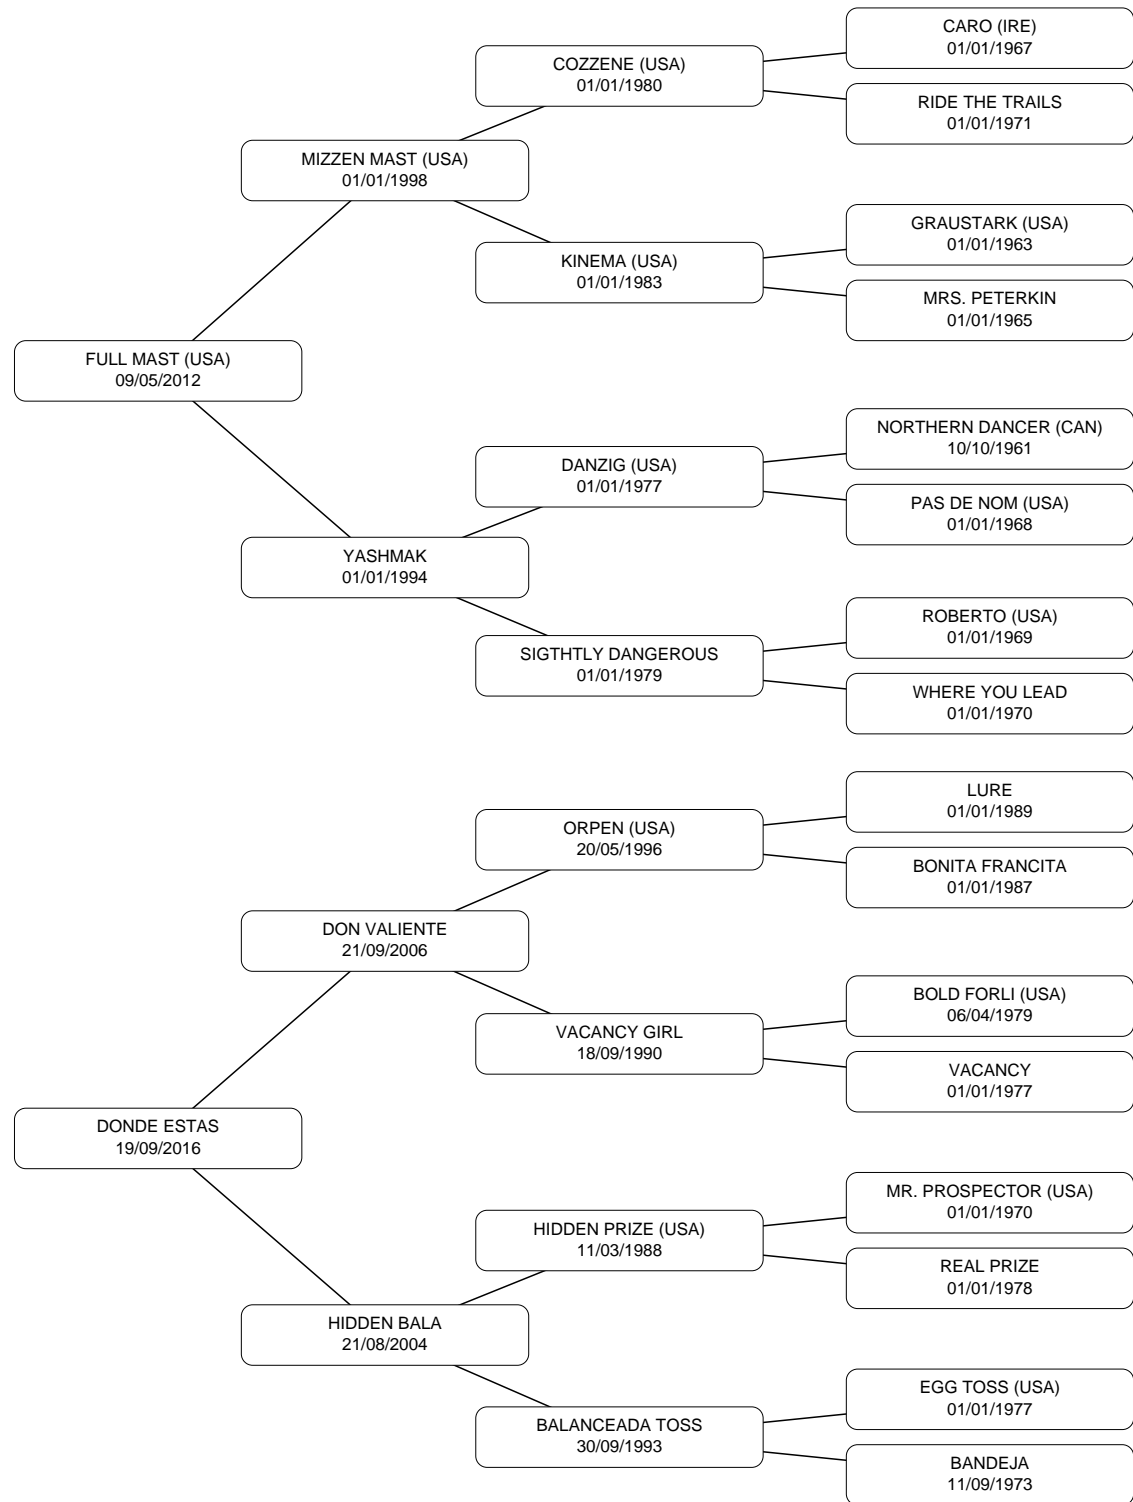 CARO (IRE)
01/01/1967
COZZENE (USA)
01/01/1980
RIDE THE TRAILS
01/01/1971
MIZZEN MAST (USA)
01/01/1998
GRAUSTARK (USA)
01/01/1963
KINEMA (USA)
01/01/1983
MRS. PETERKIN
01/01/1965
FULL MAST (USA)
09/05/2012
NORTHERN DANCER (CAN)
10/10/1961
DANZIG (USA)
01/01/1977
PAS DE NOM (USA)
01/01/1968
YASHMAK
01/01/1994
ROBERTO (USA)
01/01/1969
SIGTHTLY DANGEROUS
01/01/1979
WHERE YOU LEAD
01/01/1970
LURE
01/01/1989
ORPEN (USA)
20/05/1996
BONITA FRANCITA
01/01/1987
DON VALIENTE
21/09/2006
BOLD FORLI (USA)
06/04/1979
VACANCY GIRL
18/09/1990
VACANCY
01/01/1977
DONDE ESTAS
19/09/2016
MR. PROSPECTOR (USA)
01/01/1970
HIDDEN PRIZE (USA)
11/03/1988
REAL PRIZE
01/01/1978
HIDDEN BALA
21/08/2004
EGG TOSS (USA)
01/01/1977
BALANCEADA TOSS
30/09/1993
BANDEJA
11/09/1973